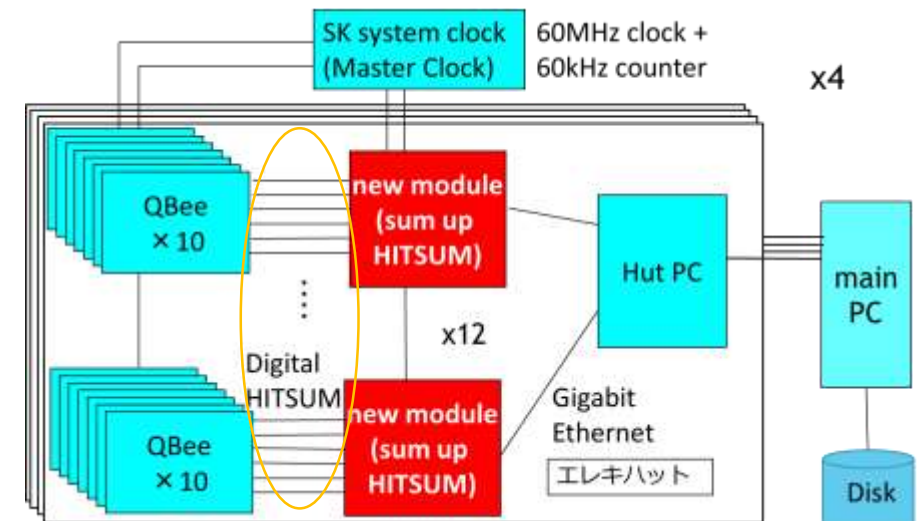 SK system clock
(Master Clock)
60MHz clock +
60kHz counter
x4
QBee
× 10
new module
(sum up
HITSUM)
Hut PC
main
PC
x12
Digital
HITSUM
QBee
× 10
new module
(sum up
HITSUM)
Gigabit
Ethernet
エレキハット
Disk